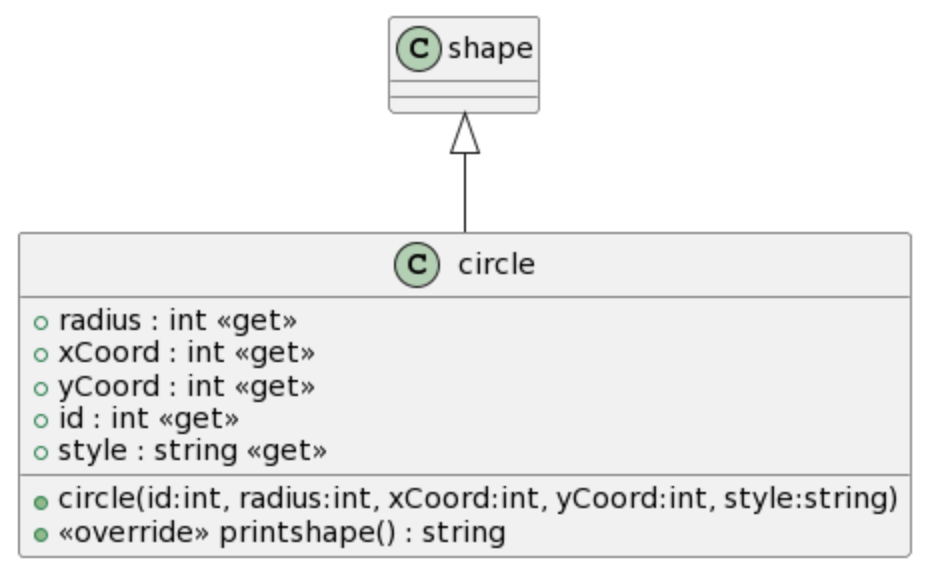 C shape
C circle
radius : int «get»
xCoord : int «get»
yCoord : int «get»
id : int «get»
style : string «get»
circle(id:int, radius:int, xCoord:int, yCoord:int, style:string)
«override» printshape() : string